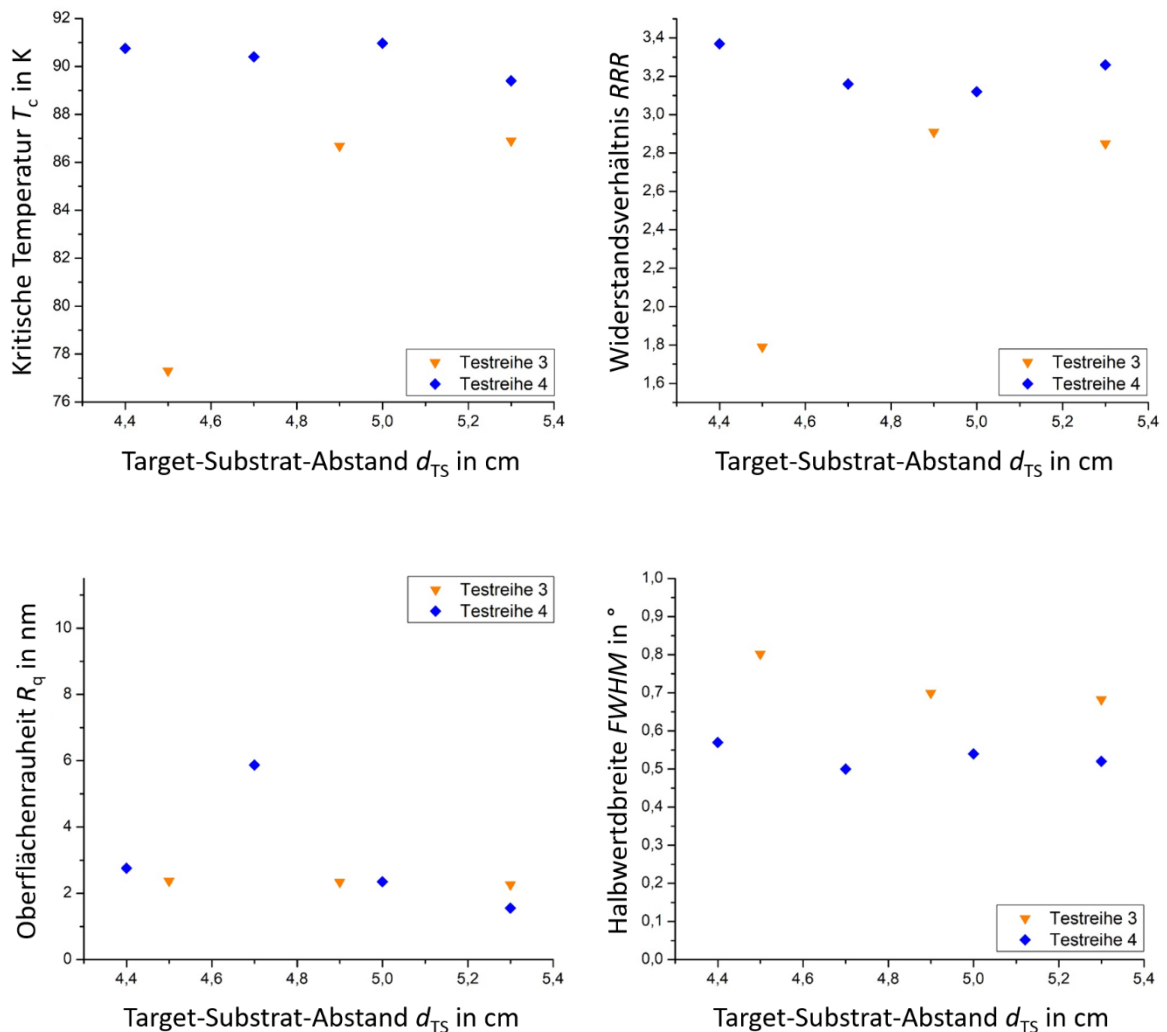 Kritische Temperatur Tc in K
92
90
88
86
84
82
80
78
76
4,4 4,6 4,8 5,0 5,2 5,4
Testreihe 3
Testreihe 4
Target-Substrat-Abstand dTS in cm
Widerstandsverhältnis RRR
3,4
3,2
3,0
2,8
2,6
2,4
2,2
2,0
1,8
1,6
4,4 4,6 4,8 5,0 5,2 5,4
Testreihe 3
Testreihe 4
Target-Substrat-Abstand dTS in cm
Oberflächenrauheit Rq in nm
10
8
6
4
2
0
4,4 4,6 4,8 5,0 5,2 5,4
Testreihe 3
Testreihe 4
Target-Substrat-Abstand dTS in cm
Halbwertdbreite FWHM in °
1,0
0,9
0,8
0,7
0,6
0,5
0,4
0,3
0,2
0,1
0,0
4,4 4,6 4,8 5,0 5,2 5,4
Testreihe 3
Testreihe 4
Target-Substrat-Abstand dTS in cm